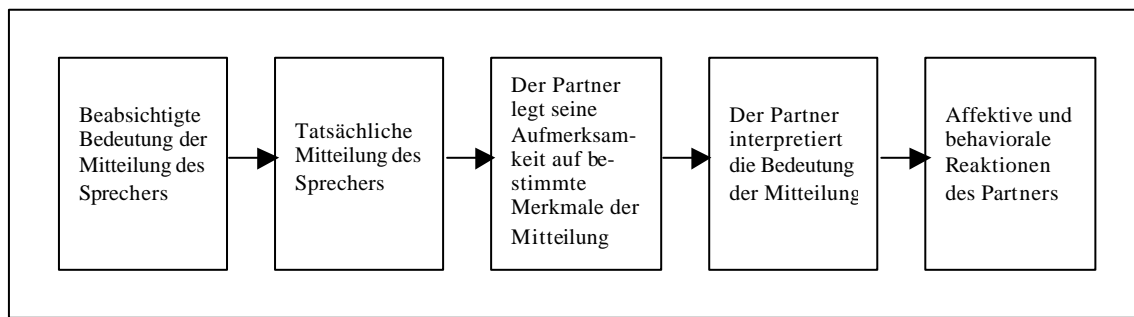 Beabsichtigte
Bedeutung der
Mitteilung des
Sprechers
Tatsächliche
Mitteilung des
Sprechers
Der Partner
legt seine
Aufmerksam-
keit auf be-
stimmte
Merkmale der
Mitteilung
Der Partner
interpretiert
die Bedeutung
der Mitteilung
Affektive und
behaviorale
Reaktionen
des Partners